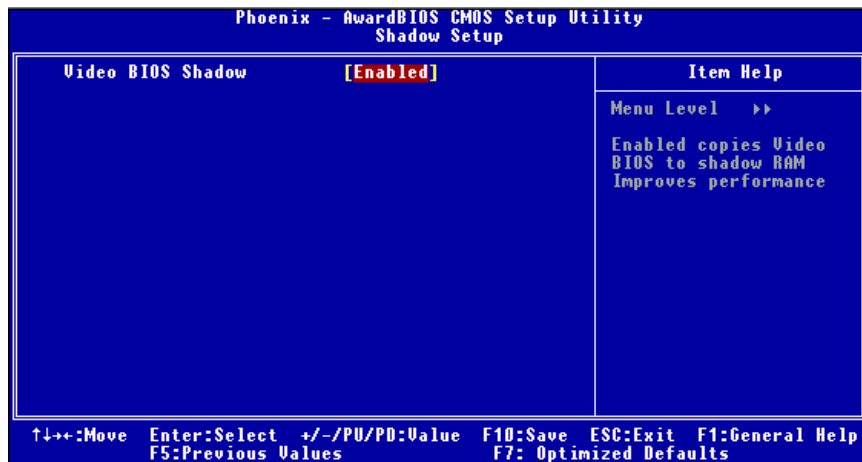 Phoenix - AwardBIOS CMOS Setup Utility
Shadow Setup
Video BIOS Shadow [Enabled]
Item Help
Menu Level ▸▸
Enabled copies Video
BIOS to shadow RAM
Improves performance
↑↓→←:Move Enter:Select +/-/PU/PD:Value F10:Save ESC:Exit F1:General Help
F5:Previous Values F7: Optimized Defaults